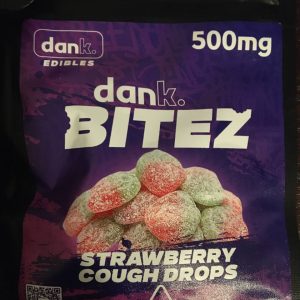 dank. 500mg
EDIBLES
dank.
BITEZ
STRAWBERRY
COUGH DROPS